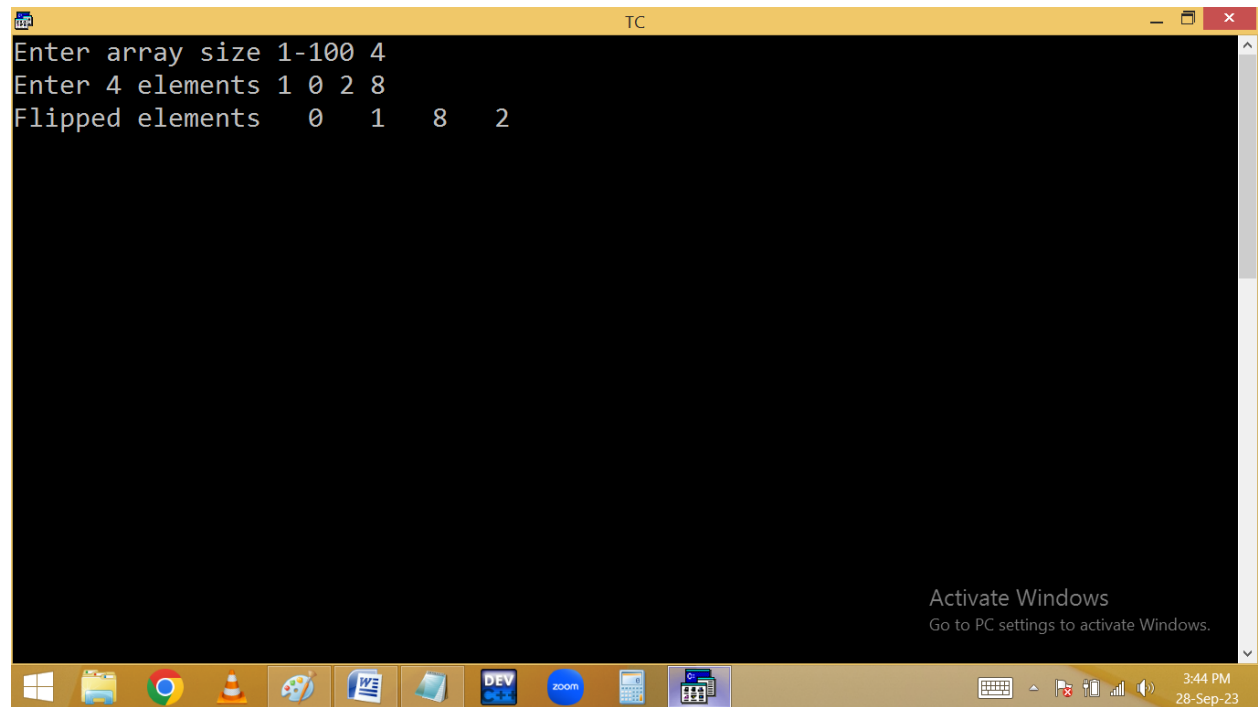 TC
Enter array size 1-100 4
Enter 4 elements 1 0 2 8
Flipped elements   0   1   8   2
Activate Windows
Go to PC settings to activate Windows.
DEV
C++
zoom
3:44 PM
28-Sep-23